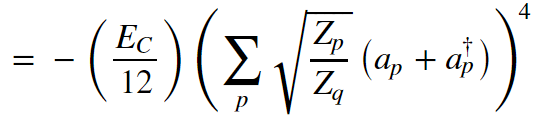 = − (E_C / 12) (∑_p √(Z_p / Z_q) (a_p + a_p^†))^4